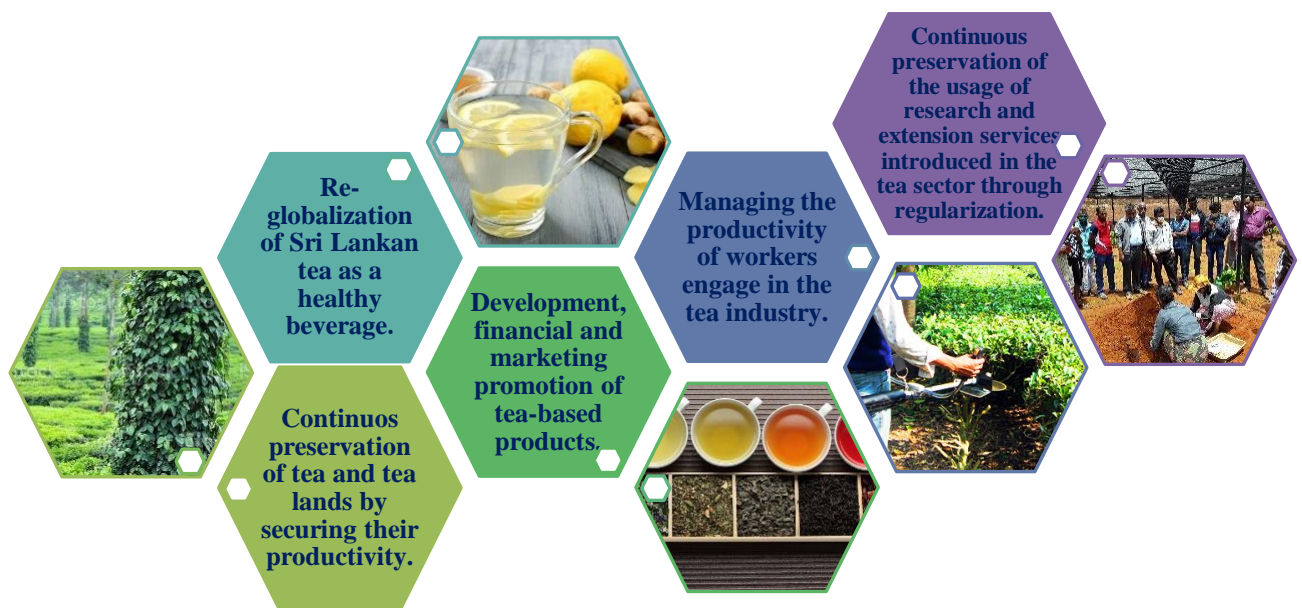 Re-
globalization
of Sri Lankan
tea as a
healthy
beverage.
Continuos
preservation
of tea and tea
lands by
securing their
productivity.
Development,
financial and
marketing
promotion of
tea-based
products.
Managing the
productivity
of workers
engage in the
tea industry.
Continuous
preservation of
the usage of
research and
extension services
introduced in the
tea sector through
regularization.